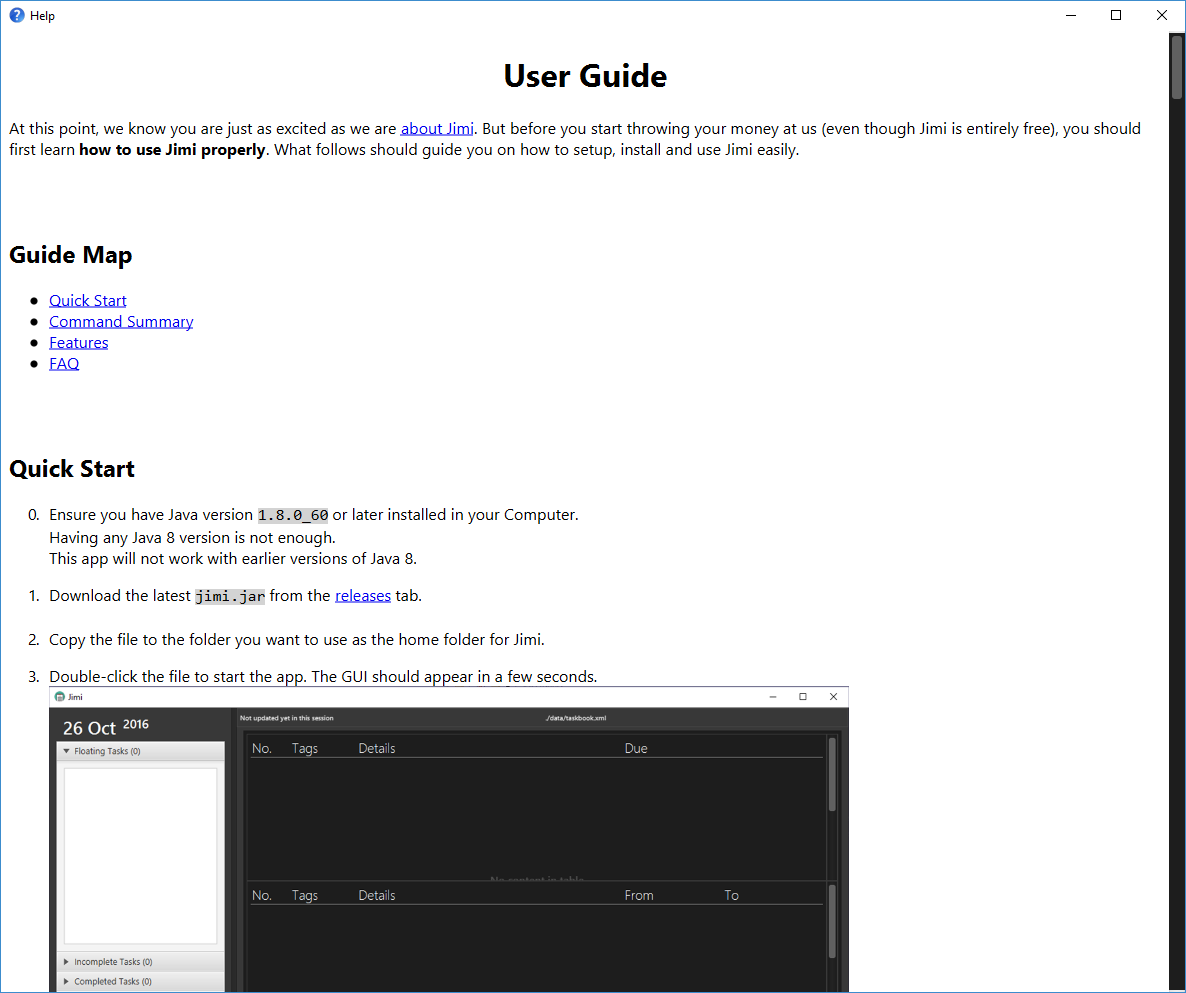 Help
User Guide
At this point, we know you are just as excited as we are about Jimi. But before you start throwing your money at us (even though Jimi is entirely free), you should
first learn how to use Jimi properly. What follows should guide you on how to setup, install and use Jimi easily.
Guide Map
Quick Start
Command Summary
Features
FAQ
Quick Start
0. Ensure you have Java version 1.8.0_60 or later installed in your Computer.
Having any Java 8 version is not enough.
This app will not work with earlier versions of Java 8.
1. Download the latest jimi.jar from the releases tab.
2. Copy the file to the folder you want to use as the home folder for Jimi.
3. Double-click the file to start the app. The GUI should appear in a few seconds.
Jimi
26 Oct 2016
Not updated yet in this session ./data/taskbook.xml
Floating Tasks (0)
No. Tags Details Due
No content in table
No. Tags Details From To
Incomplete Tasks (0)
Completed Tasks (0)